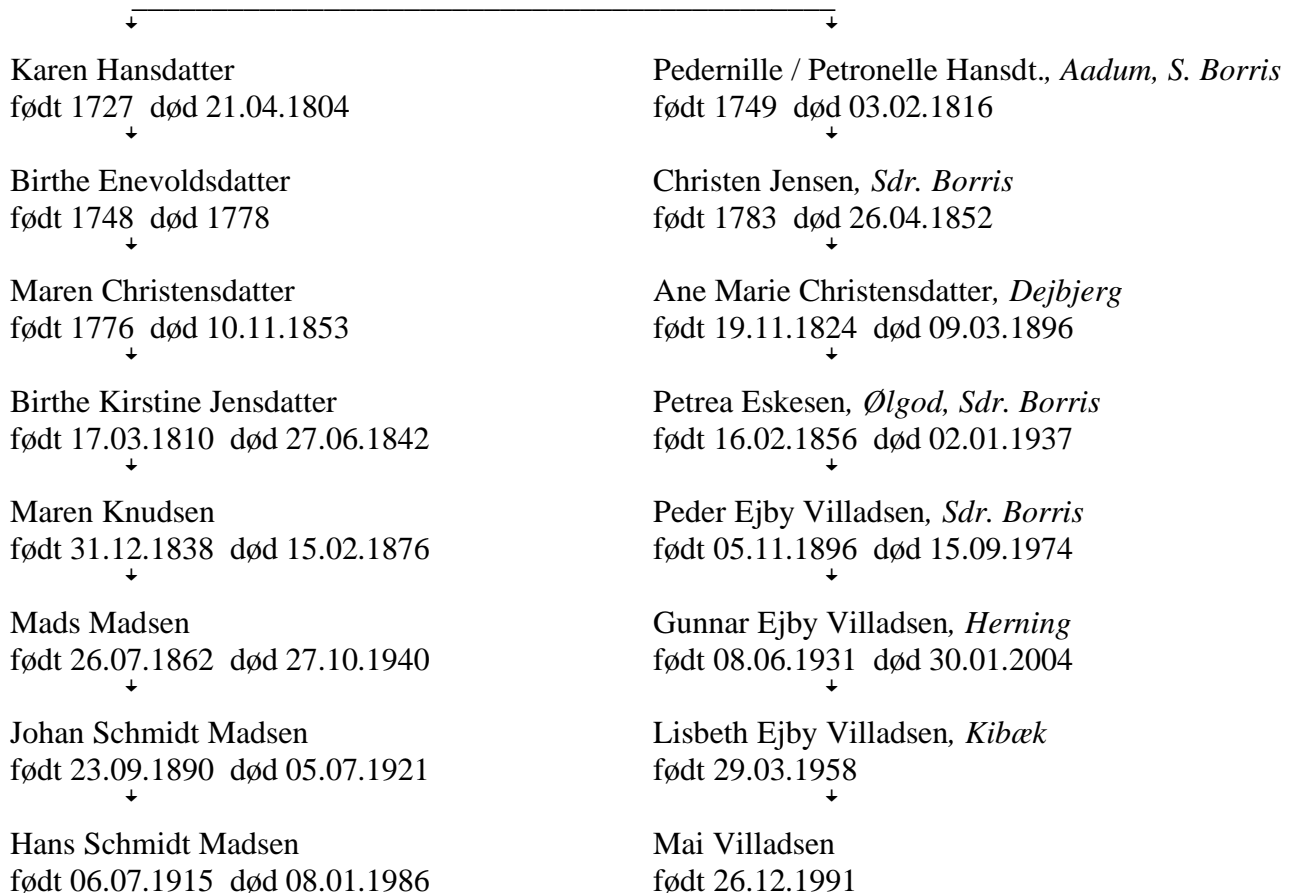 Karen Hansdatter
født 1727 død 21.04.1804
Birthe Enevoldsdatter
født 1748 død 1778
Maren Christensdatter
født 1776 død 10.11.1853
Birthe Kirstine Jensdatter
født 17.03.1810 død 27.06.1842
Maren Knudsen
født 31.12.1838 død 15.02.1876
Mads Madsen
født 26.07.1862 død 27.10.1940
Johan Schmidt Madsen
født 23.09.1890 død 05.07.1921
Hans Schmidt Madsen
født 06.07.1915 død 08.01.1986
Pedernille / Petronelle Hansdt., Aadum, S. Borris
født 1749 død 03.02.1816
Christen Jensen, Sdr. Borris
født 1783 død 26.04.1852
Ane Marie Christensdatter, Dejbjerg
født 19.11.1824 død 09.03.1896
Petrea Eskesen, Ølgod, Sdr. Borris
født 16.02.1856 død 02.01.1937
Peder Ejby Villadsen, Sdr. Borris
født 05.11.1896 død 15.09.1974
Gunnar Ejby Villadsen, Herning
født 08.06.1931 død 30.01.2004
Lisbeth Ejby Villadsen, Kibæk
født 29.03.1958
Mai Villadsen
født 26.12.1991